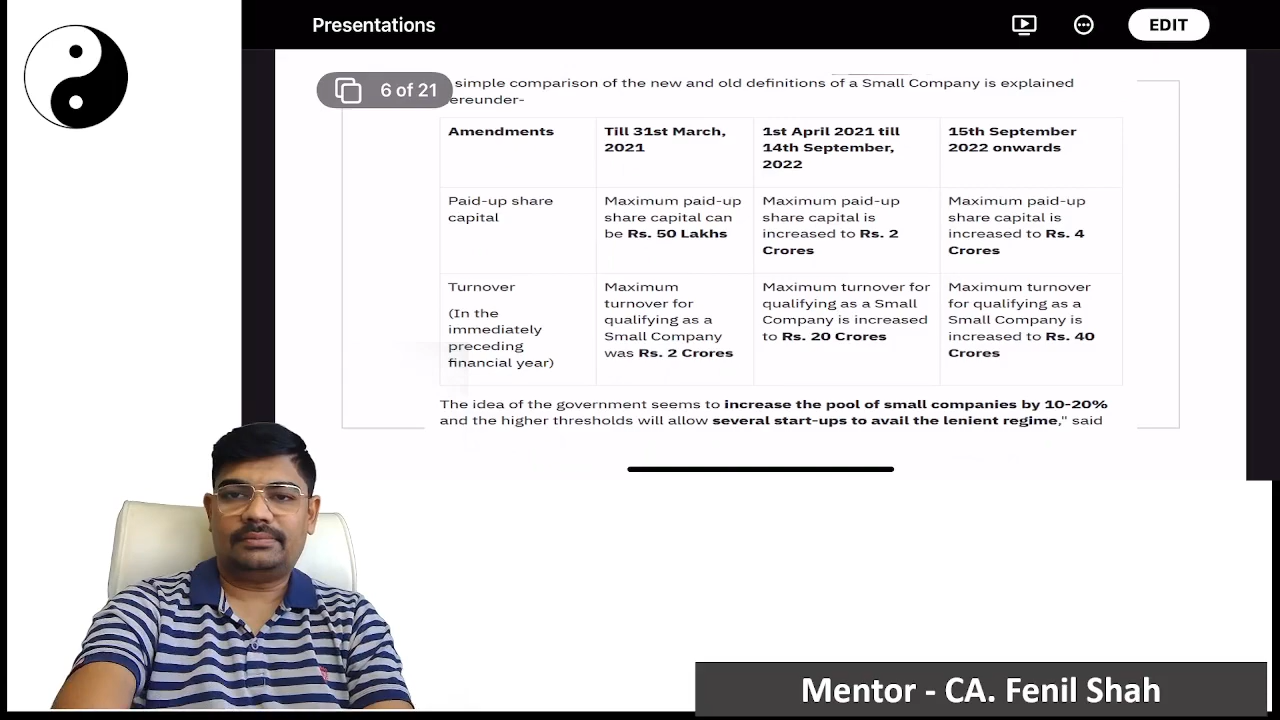 Presentations
EDIT
6 of 21
simple comparison of the new and old definitions of a Small Company is explained
ereunder-
Amendments
Till 31st March,
2021
1st April 2021 till
14th September,
2022
15th September
2022 onwards
Paid-up share
capital
Maximum paid-up
share capital can
be Rs. 50 Lakhs
Maximum paid-up
share capital is
increased to Rs. 2
Crores
Maximum paid-up
share capital is
increased to Rs. 4
Crores
Turnover
(In the
immediately
preceding
financial year)
Maximum
turnover for
qualifying as a
Small Company
was Rs. 2 Crores
Maximum turnover for
qualifying as a Small
Company is increased
to Rs. 20 Crores
Maximum turnover
for qualifying as a
Small Company is
increased to Rs. 40
Crores
The idea of the government seems to increase the pool of small companies by 10-20%
and the higher thresholds will allow several start-ups to avail the lenient regime," said
Mentor - CA. Fenil Shah